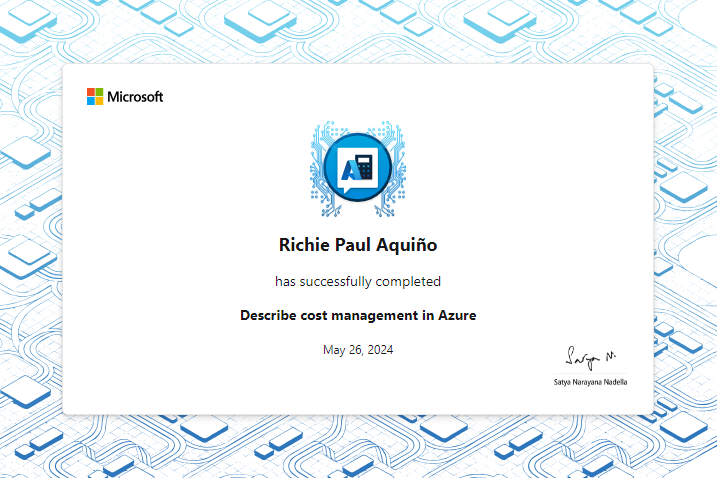 Microsoft
A
Richie Paul Aquiño
has successfully completed
Describe cost management in Azure
May 26, 2024
Satya N.
Satya Narayana Nadella